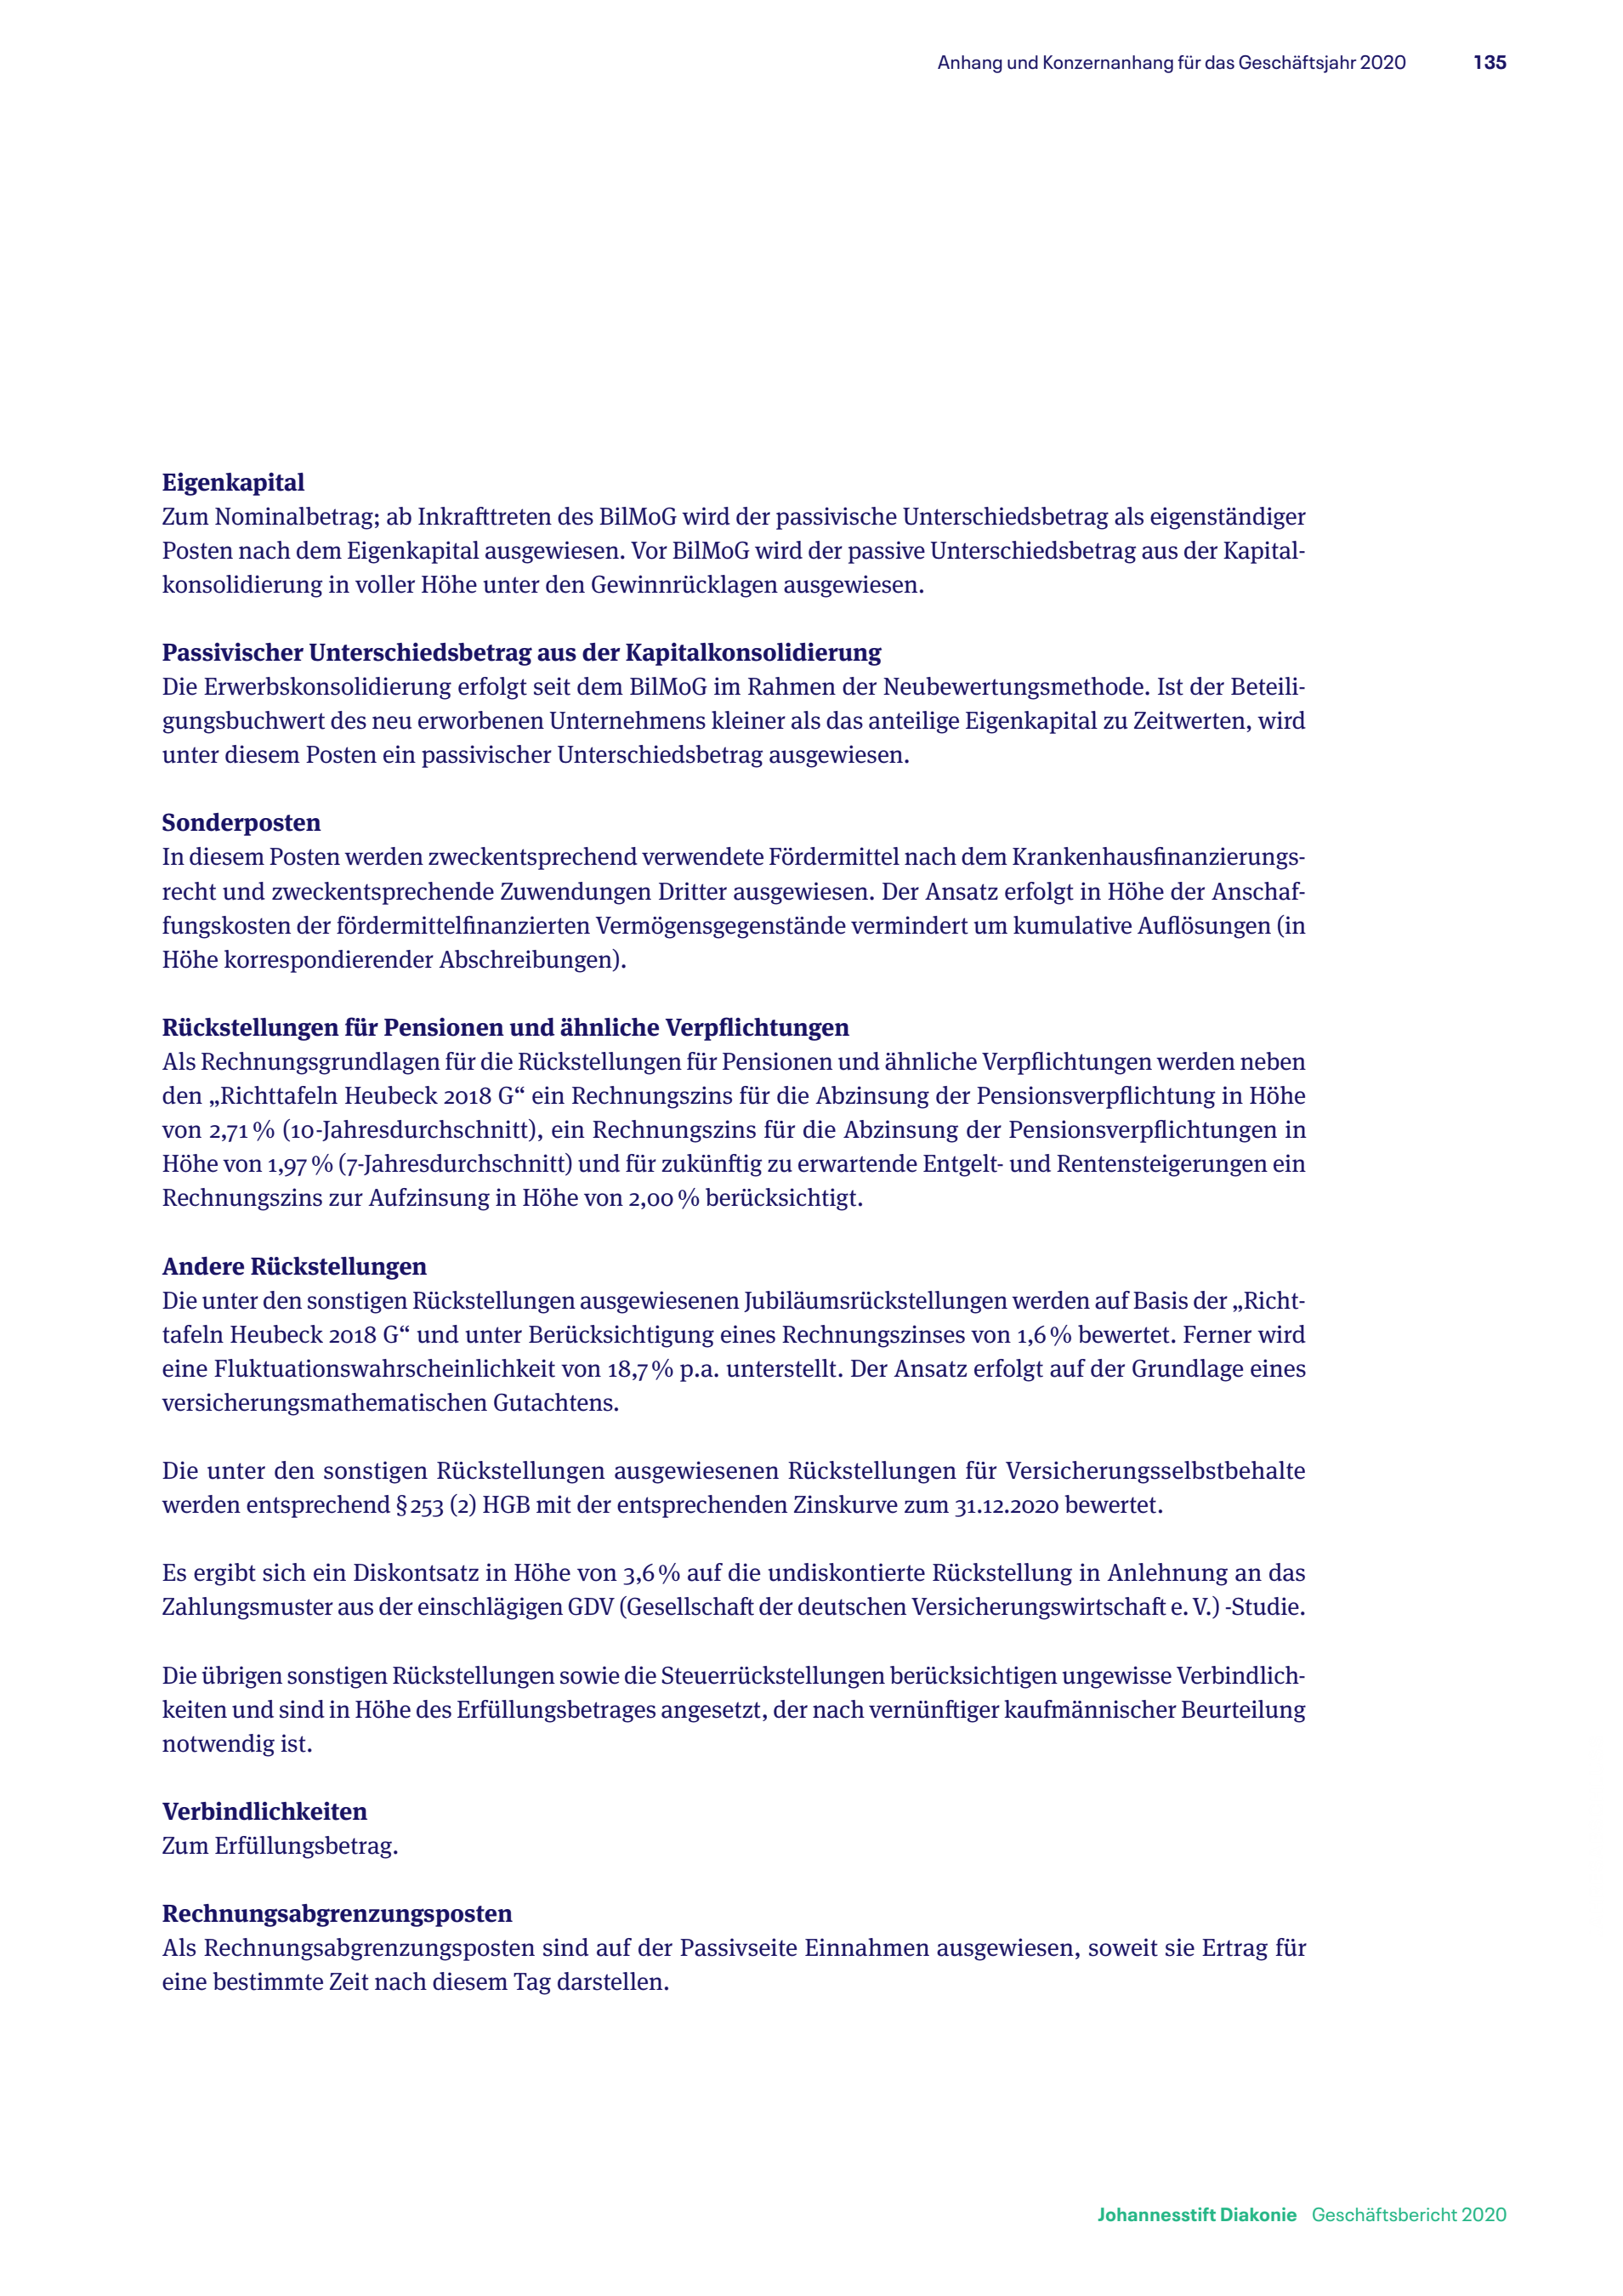 Anhang und Konzernanhang für das Geschäftsjahr 2020 135
Eigenkapital
Zum Nominalbetrag; ab Inkrafttreten des BilMoG wird der passivische Unterschiedsbetrag als eigenständiger
Posten nach dem Eigenkapital ausgewiesen. Vor BilMoG wird der passive Unterschiedsbetrag aus der Kapital-
konsolidierung in voller Höhe unter den Gewinnrücklagen ausgewiesen.
Passivischer Unterschiedsbetrag aus der Kapitalkonsolidierung
Die Erwerbskonsolidierung erfolgt seit dem BilMoG im Rahmen der Neubewertungsmethode. Ist der Beteili-
gungsbuchwert des neu erworbenen Unternehmens kleiner als das anteilige Eigenkapital zu Zeitwerten, wird
unter diesem Posten ein passivischer Unterschiedsbetrag ausgewiesen.
Sonderposten
In diesem Posten werden zweckentsprechend verwendete Fördermittel nach dem Krankenhausfinanzierungs-
recht und zweckentsprechende Zuwendungen Dritter ausgewiesen. Der Ansatz erfolgt in Höhe der Anschaf-
fungskosten der fördermittelfinanzierten Vermögensgegenstände vermindert um kumulative Auflösungen (in
Höhe korrespondierender Abschreibungen).
Rückstellungen für Pensionen und ähnliche Verpflichtungen
Als Rechnungsgrundlagen für die Rückstellungen für Pensionen und ähnliche Verpflichtungen werden neben
den „Richttafeln Heubeck 2018 G“ ein Rechnungszins für die Abzinsung der Pensionsverpflichtung in Höhe
von 2,71 % (10-Jahresdurchschnitt), ein Rechnungszins für die Abzinsung der Pensionsverpflichtungen in
Höhe von 1,97 % (7-Jahresdurchschnitt) und für zukünftig zu erwartende Entgelt- und Rentensteigerungen ein
Rechnungszins zur Aufzinsung in Höhe von 2,00 % berücksichtigt.
Andere Rückstellungen
Die unter den sonstigen Rückstellungen ausgewiesenen Jubiläumsrückstellungen werden auf Basis der „Richt-
tafeln Heubeck 2018 G“ und unter Berücksichtigung eines Rechnungszinses von 1,6 % bewertet. Ferner wird
eine Fluktuationswahrscheinlichkeit von 18,7 % p.a. unterstellt. Der Ansatz erfolgt auf der Grundlage eines
versicherungsmathematischen Gutachtens.
Die unter den sonstigen Rückstellungen ausgewiesenen Rückstellungen für Versicherungsselbstbehalte
werden entsprechend § 253 (2) HGB mit der entsprechenden Zinskurve zum 31.12.2020 bewertet.
Es ergibt sich ein Diskontsatz in Höhe von 3,6 % auf die undiskontierte Rückstellung in Anlehnung an das
Zahlungsmuster aus der einschlägigen GDV (Gesellschaft der deutschen Versicherungswirtschaft e. V.) -Studie.
Die übrigen sonstigen Rückstellungen sowie die Steuerrückstellungen berücksichtigen ungewisse Verbindlich-
keiten und sind in Höhe des Erfüllungsbetrages angesetzt, der nach vernünftiger kaufmännischer Beurteilung
notwendig ist.
Verbindlichkeiten
Zum Erfüllungsbetrag.
Rechnungsabgrenzungsposten
Als Rechnungsabgrenzungsposten sind auf der Passivseite Einnahmen ausgewiesen, soweit sie Ertrag für
eine bestimmte Zeit nach diesem Tag darstellen.
Johannesstift Diakonie Geschäftsbericht 2020